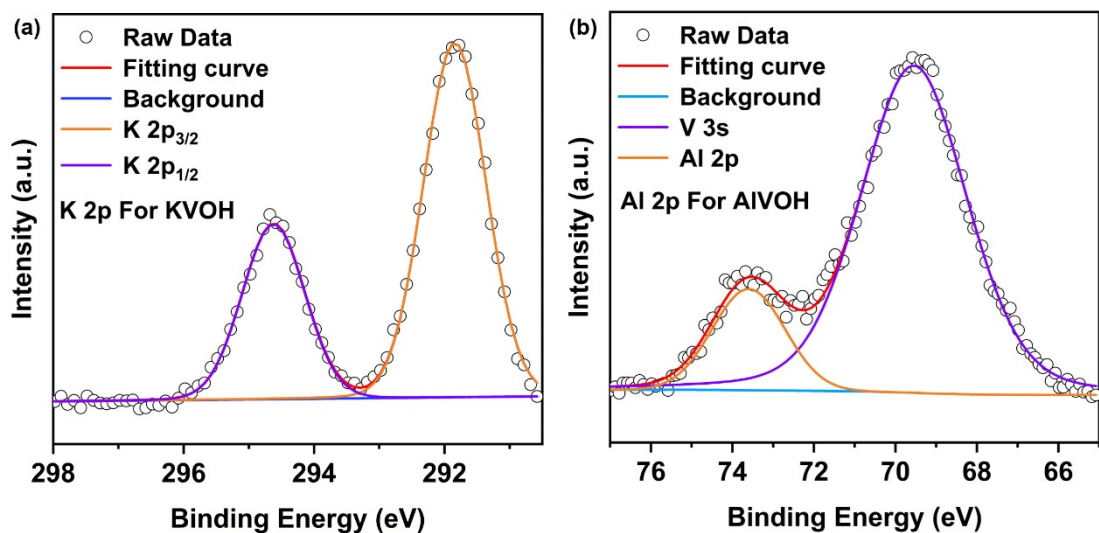 (a)
Raw Data
Fitting curve
Background
K 2p3/2
K 2p1/2
K 2p For KVOH
Intensity (a.u.)
298 296 294 292
Binding Energy (eV)
(b)
Raw Data
Fitting curve
Background
V 3s
Al 2p
Al 2p For AlVOH
Intensity (a.u.)
76 74 72 70 68 66
Binding Energy (eV)